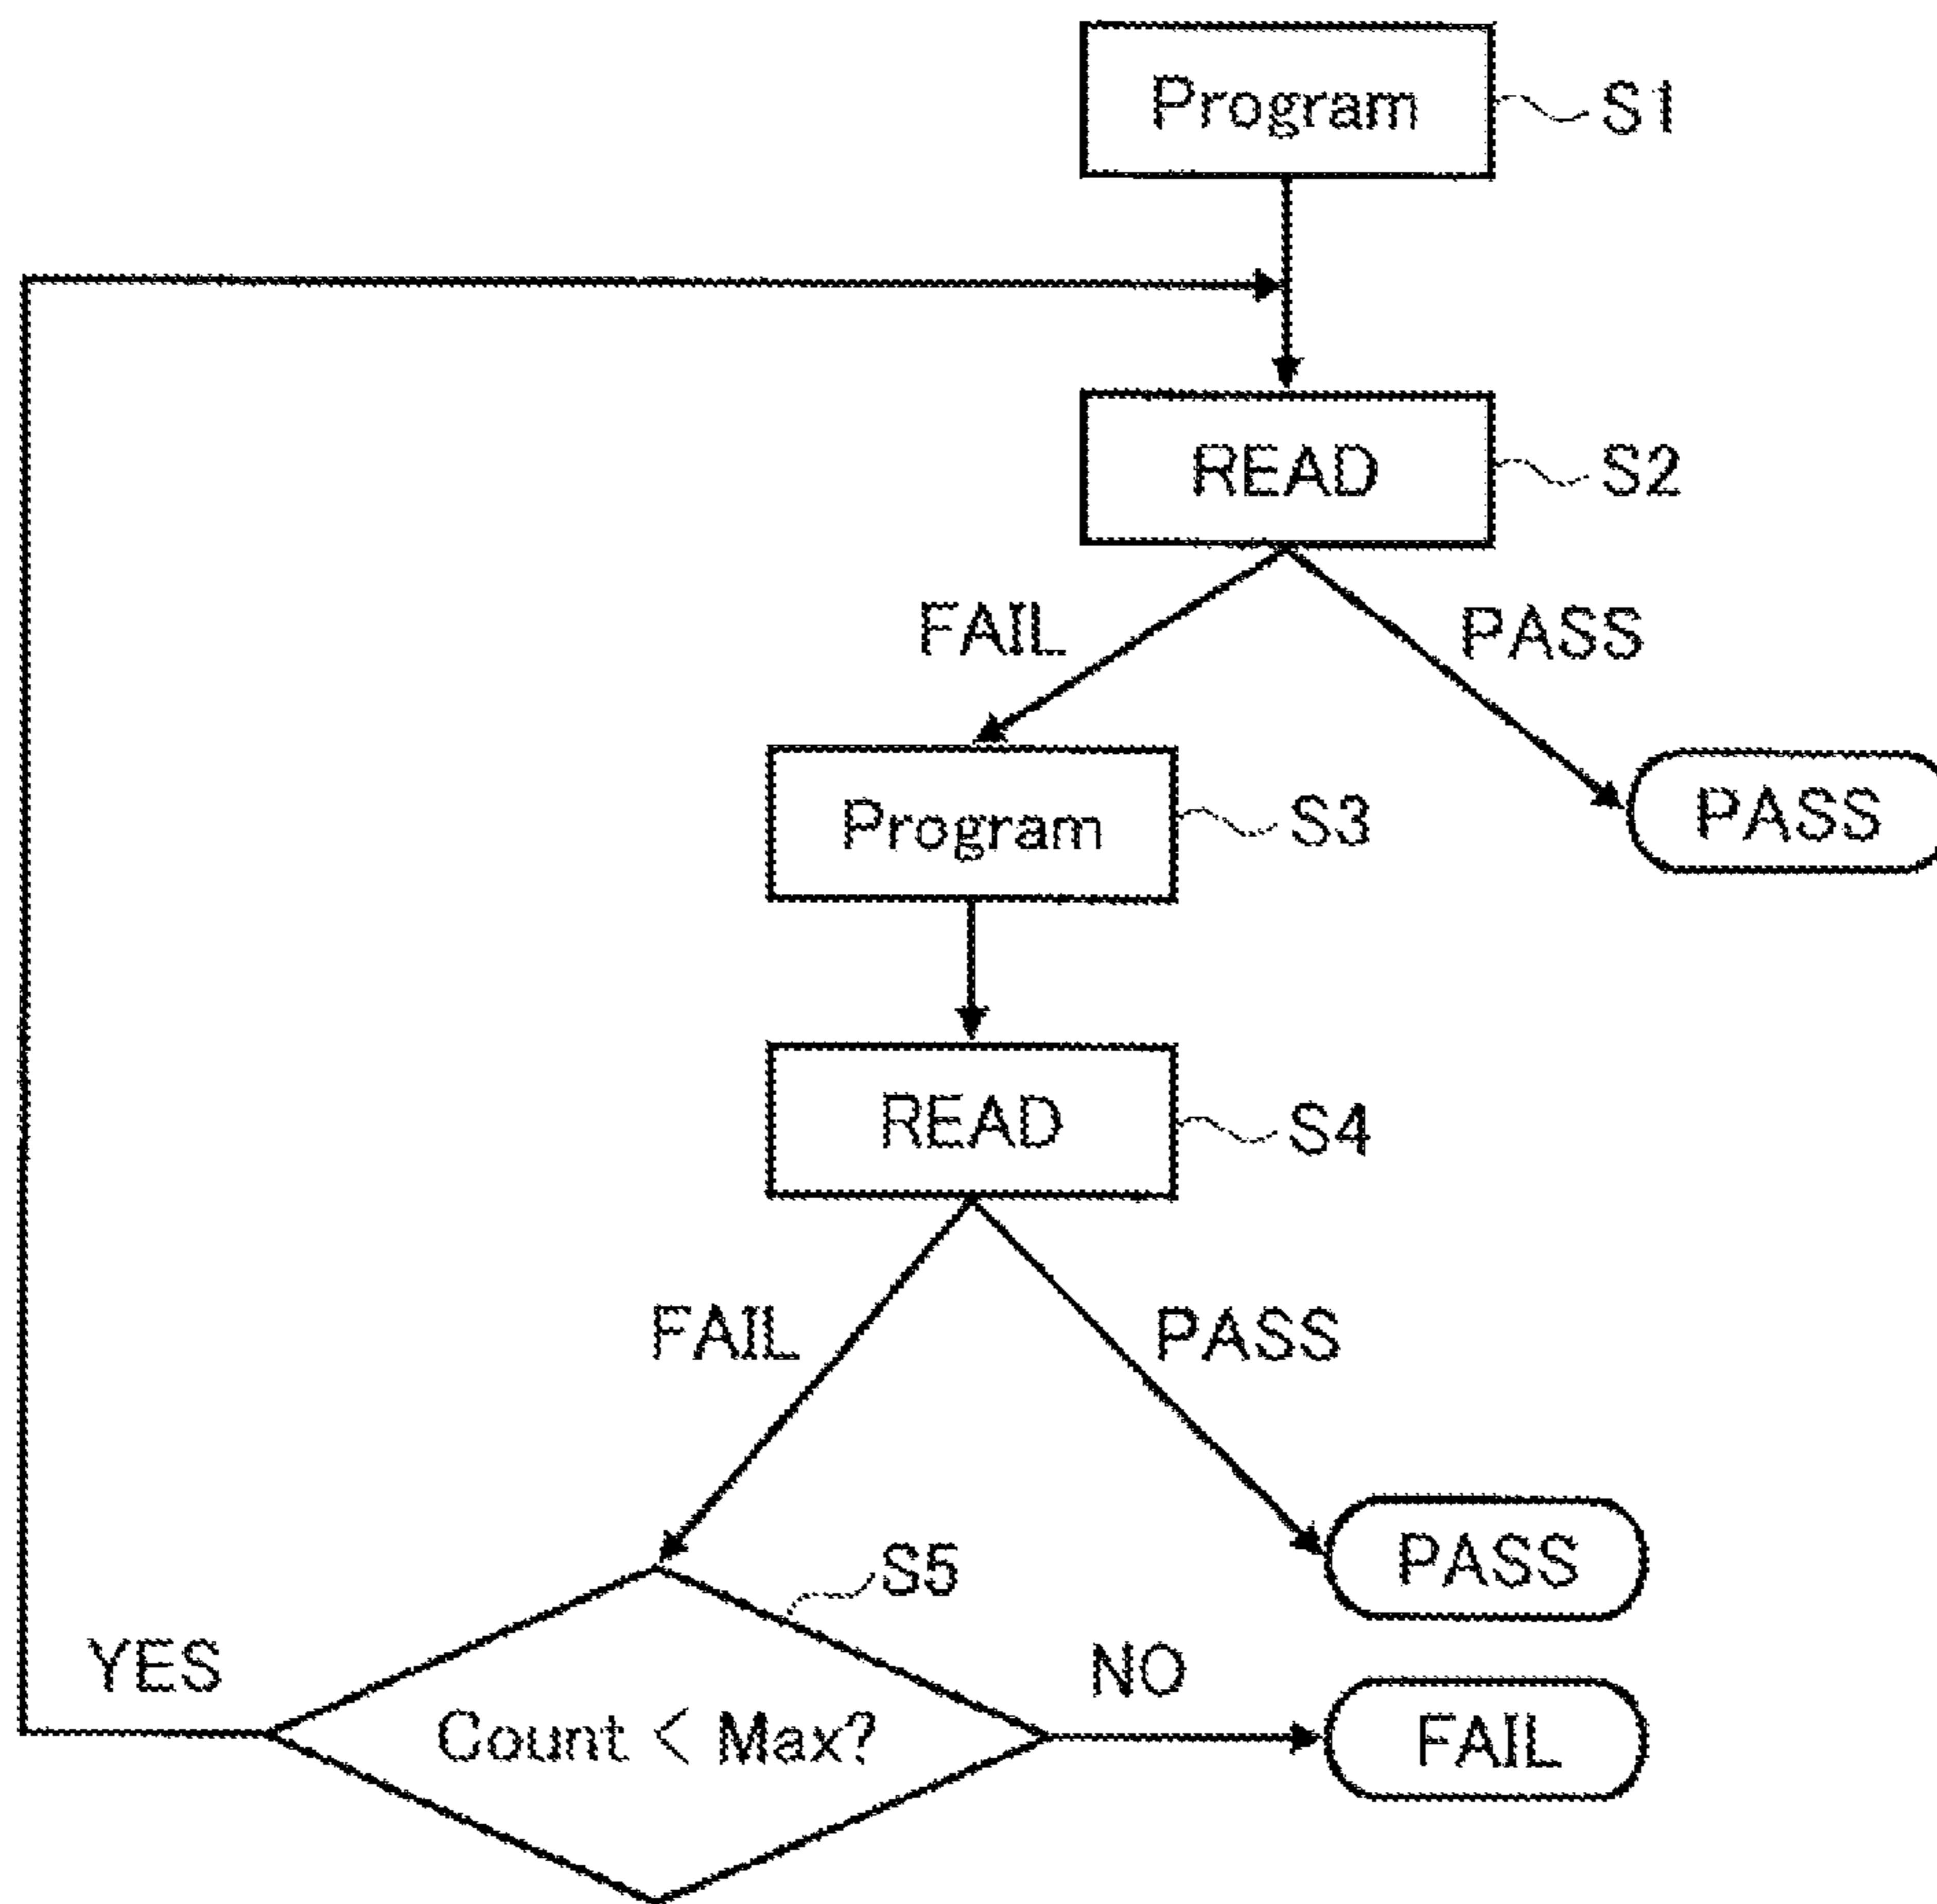 Program
S1
READ
S2
FAIL
PASS
Program
S3
PASS
READ
S4
FAIL
PASS
S5
PASS
YES
NO
Count < Max?
FAIL